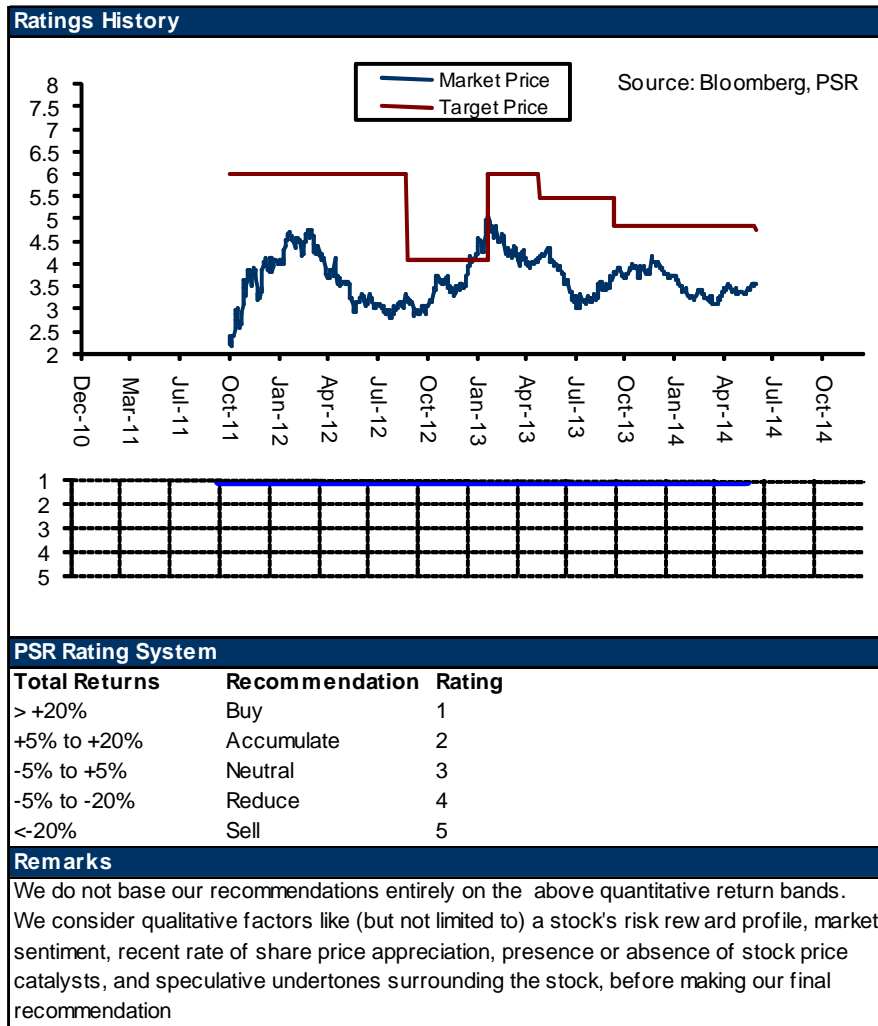 Ratings History
Market Price
Target Price
Source: Bloomberg, PSR
8
7.5
7
6.5
6
5.5
5
4.5
4
3.5
3
2.5
2
Dec-10
Mar-11
Jul-11
Oct-11
Jan-12
Apr-12
Jul-12
Oct-12
Jan-13
Apr-13
Jul-13
Oct-13
Jan-14
Apr-14
Jul-14
Oct-14
1
2
3
4
5
PSR Rating System
Total Returns Recommendation Rating
> +20% Buy 1
+5% to +20% Accumulate 2
-5% to +5% Neutral 3
-5% to -20% Reduce 4
<-20% Sell 5
Remarks
We do not base our recommendations entirely on the above quantitative return bands.
We consider qualitative factors like (but not limited to) a stock's risk reward profile, market
sentiment, recent rate of share price appreciation, presence or absence of stock price
catalysts, and speculative undertones surrounding the stock, before making our final
recommendation